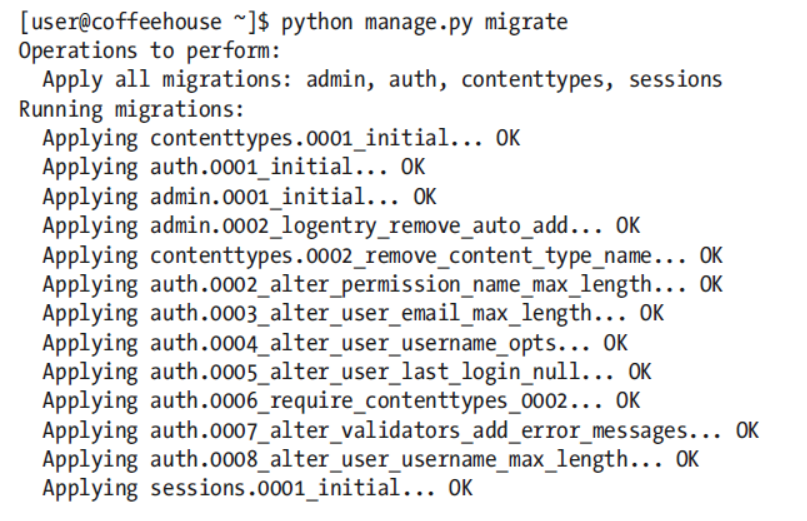 [user@coffeehouse ~]$ python manage.py migrate
Operations to perform:
  Apply all migrations: admin, auth, contenttypes, sessions
Running migrations:
  Applying contenttypes.0001_initial... OK
  Applying auth.0001_initial... OK
  Applying admin.0001_initial... OK
  Applying admin.0002_logentry_remove_auto_add... OK
  Applying contenttypes.0002_remove_content_type_name... OK
  Applying auth.0002_alter_permission_name_max_length... OK
  Applying auth.0003_alter_user_email_max_length... OK
  Applying auth.0004_alter_user_username_opts... OK
  Applying auth.0005_alter_user_last_login_null... OK
  Applying auth.0006_require_contenttypes_0002... OK
  Applying auth.0007_alter_validators_add_error_messages... OK
  Applying auth.0008_alter_user_username_max_length... OK
  Applying sessions.0001_initial... OK